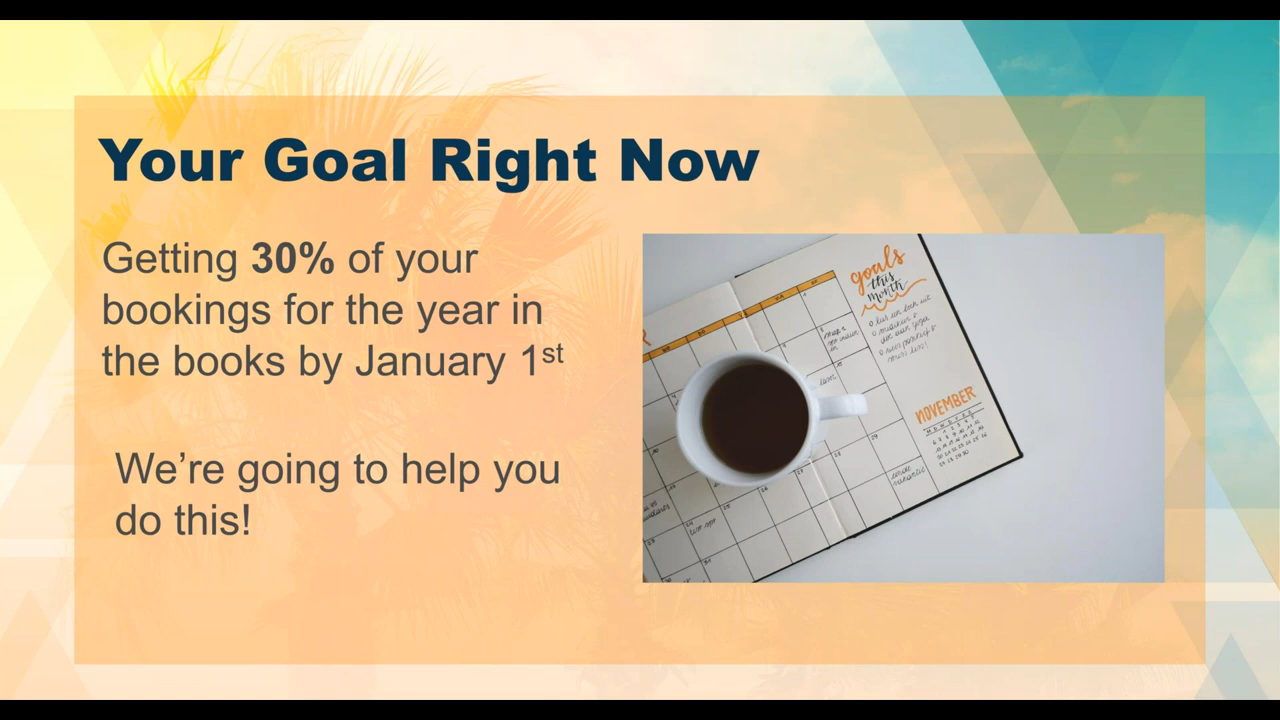 Your Goal Right Now
Getting 30% of your
bookings for the year in
the books by January 1st
We’re going to help you
do this!
goals
this
month
NOVEMBER